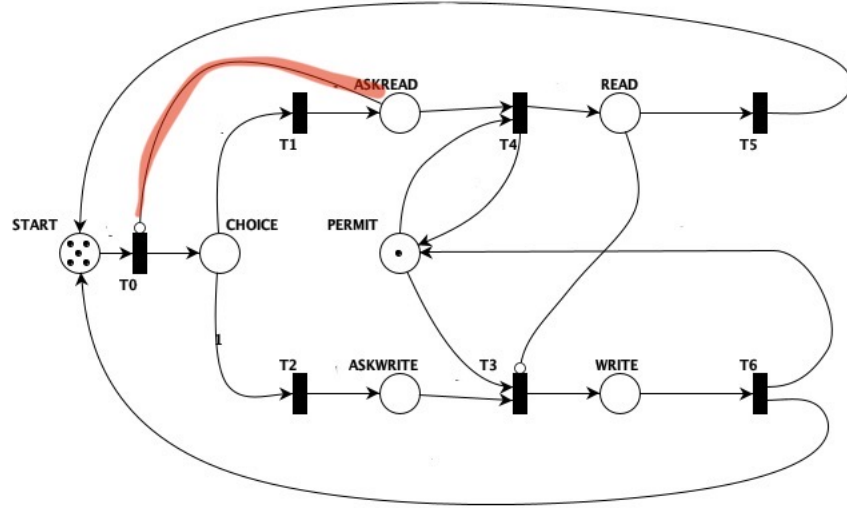 ASKREAD
READ
T1
T4
T5
START
CHOICE
PERMIT
T0
1
T2
ASKWRITE
T3
WRITE
T6